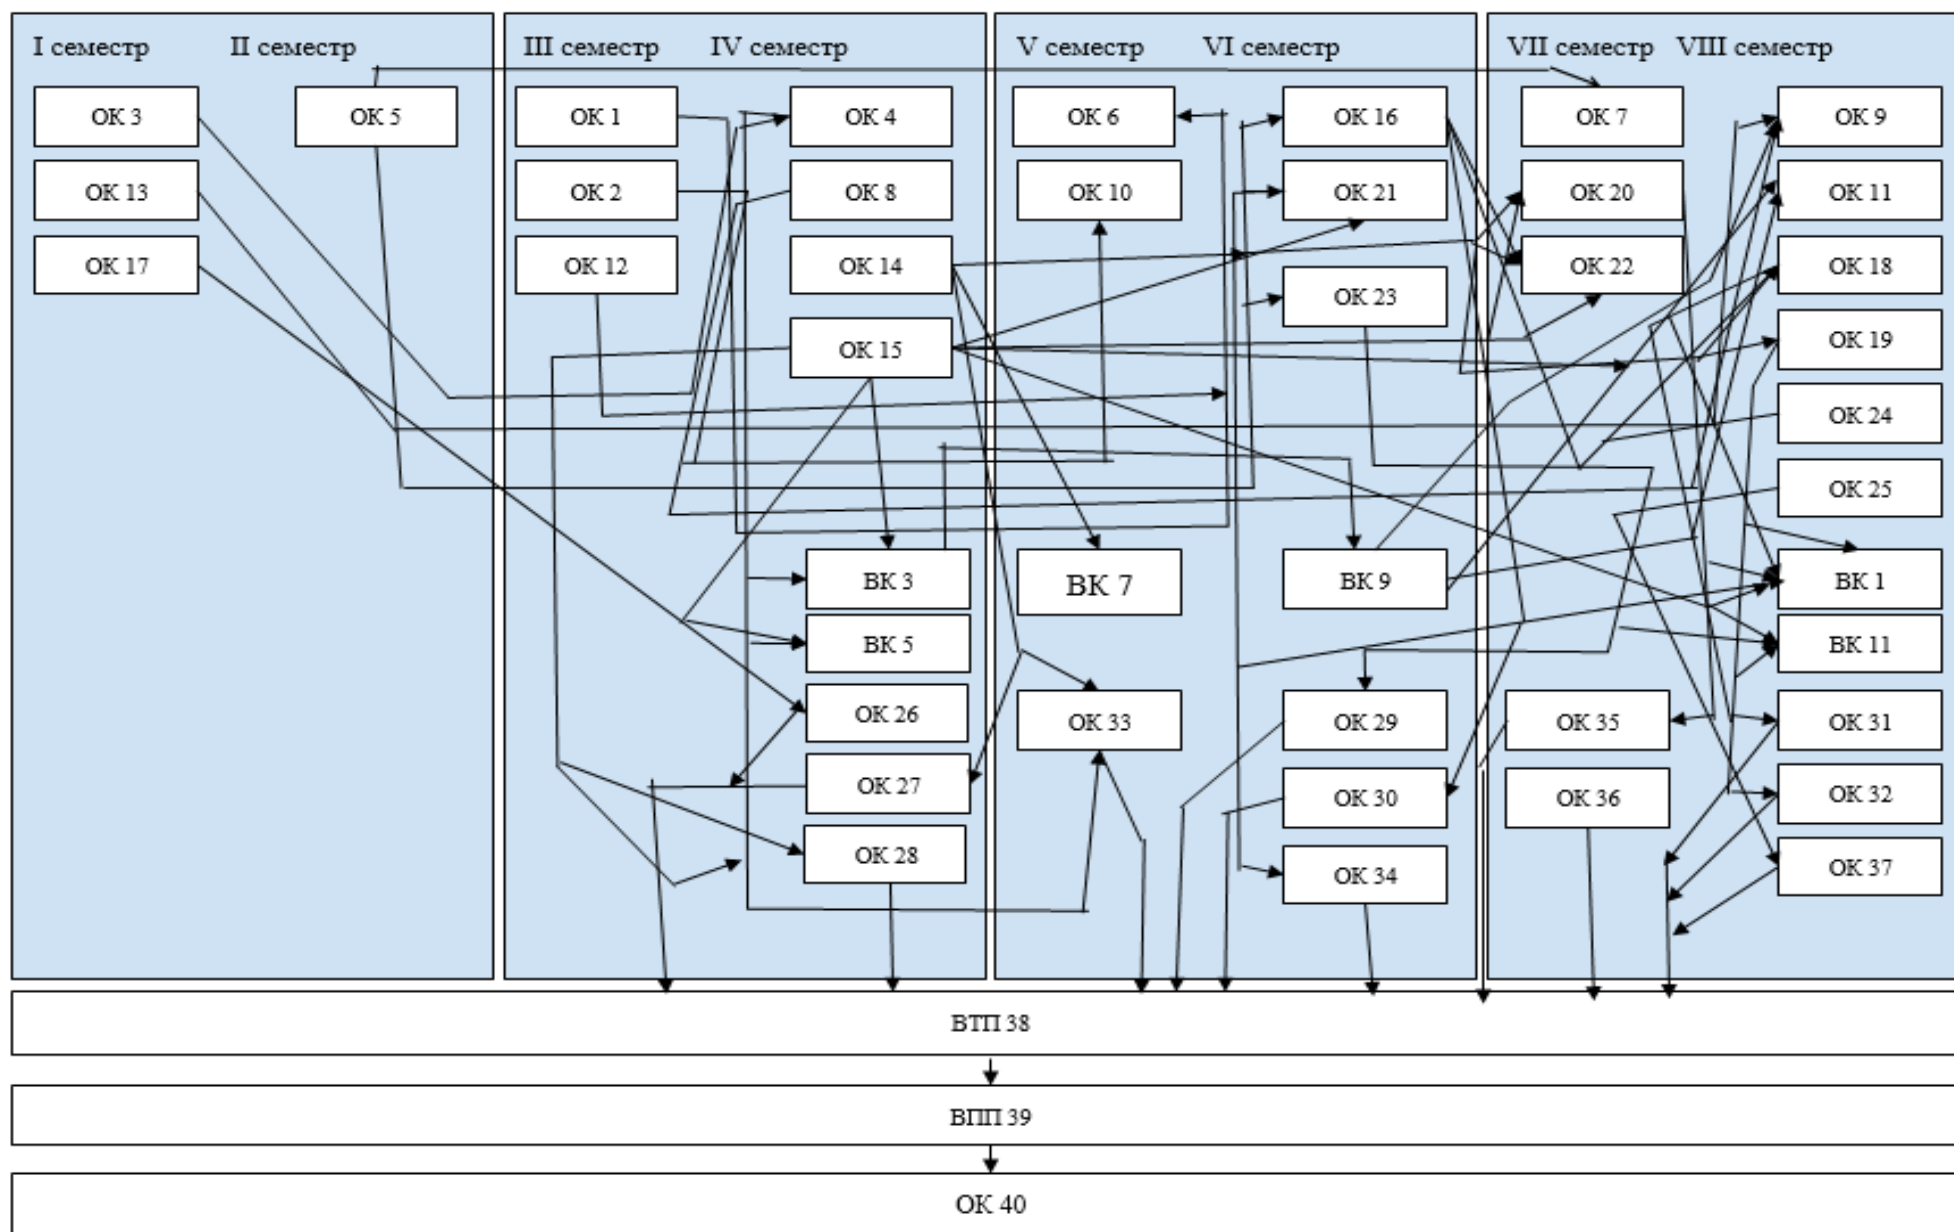 I семестр II семестр III семестр IV семестр V семестр VI семестр VII семестр VIII семестр
ОК 3 ОК 5 ОК 1 ОК 4 ОК 6 ОК 16 ОК 7 ОК 9
ОК 13 ОК 2 ОК 8 ОК 10 ОК 21 ОК 20 ОК 11
ОК 17 ОК 12 ОК 14 ОК 22 ОК 18
ОК 23
ОК 15 ОК 19
ОК 24
ОК 25
ВК 3 ВК 7 ВК 9 ВК 1
ВК 5 ВК 11
ОК 26 ОК 33 ОК 29 ОК 35 ОК 31
ОК 27 ОК 30 ОК 36 ОК 32
ОК 28 ОК 34 ОК 37
ВТП 38
ВПП 39
ОК 40